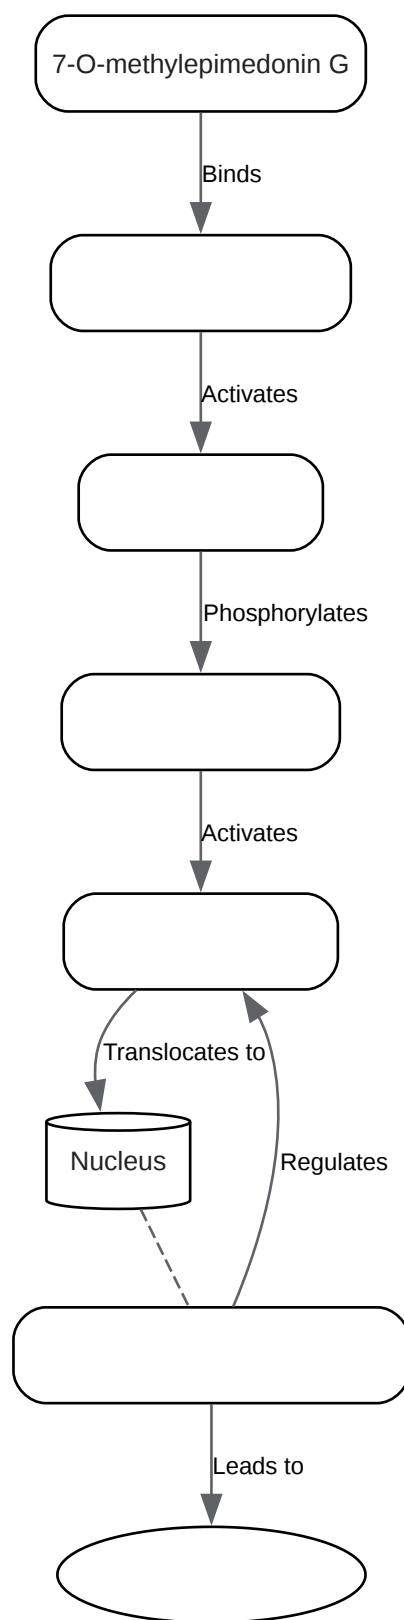 7-O-methylepimedonin G
Binds
Activates
Phosphorylates
Activates
Translocates to
Nucleus
Regulates
Leads to